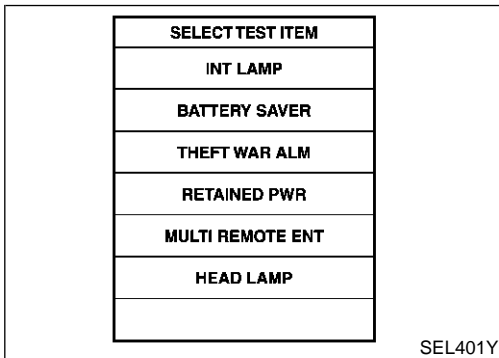 SELECT TEST ITEM
INT LAMP
BATTERY SAVER
THEFT WAR ALM
RETAINED PWR
MULTI REMOTE ENT
HEAD LAMP
SEL401Y